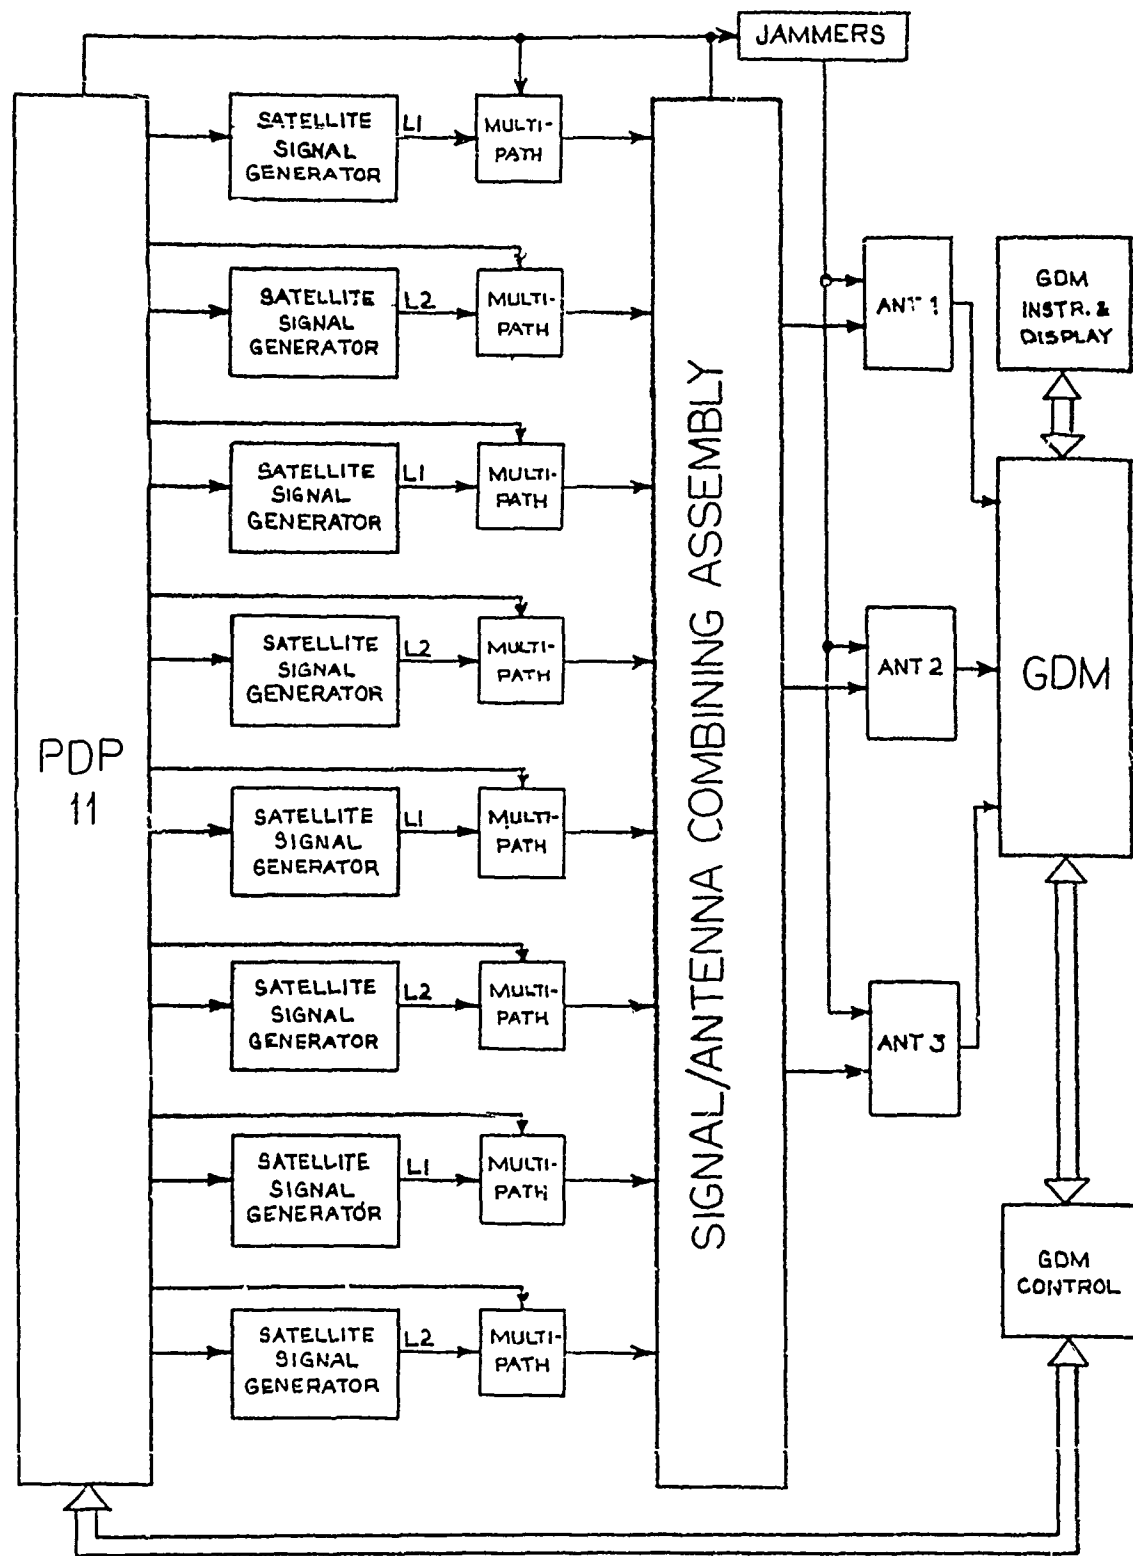 JAMMERS
SATELLITE
SIGNAL
GENERATOR
L1
MULTI-
PATH
SATELLITE
SIGNAL
GENERATOR
L2
MULTI-
PATH
SATELLITE
SIGNAL
GENERATOR
L1
MULTI-
PATH
SATELLITE
SIGNAL
GENERATOR
L2
MULTI-
PATH
PDP
11
SATELLITE
SIGNAL
GENERATOR
L1
MULTI-
PATH
SATELLITE
SIGNAL
GENERATOR
L2
MULTI-
PATH
SATELLITE
SIGNAL
GENERATOR
L1
MULTI-
PATH
SATELLITE
SIGNAL
GENERATOR
L2
MULTI-
PATH
SIGNAL/ANTENNA COMBINING ASSEMBLY
ANT 1
ANT 2
ANT 3
GDM
INSTR. &
DISPLAY
GDM
GDM
CONTROL